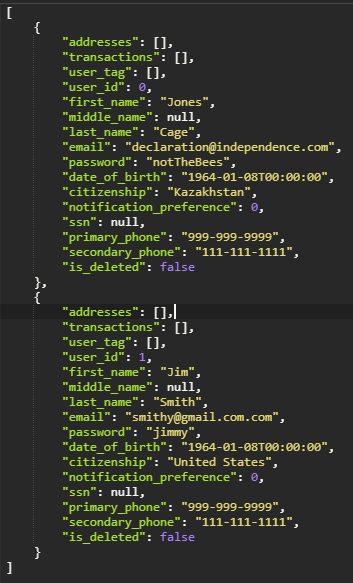 [
    {
        "addresses": [],
        "transactions": [],
        "user_tag": [],
        "user_id": 0,
        "first_name": "Jones",
        "middle_name": null,
        "last_name": "Cage",
        "email": "declaration@independence.com",
        "password": "notTheBees",
        "date_of_birth": "1964-01-08T00:00:00",
        "citizenship": "Kazakhstan",
        "notification_preference": 0,
        "ssn": null,
        "primary_phone": "999-999-9999",
        "secondary_phone": "111-111-1111",
        "is_deleted": false
    },
    {
        "addresses": [],
        "transactions": [],
        "user_tag": [],
        "user_id": 1,
        "first_name": "Jim",
        "middle_name": null,
        "last_name": "Smith",
        "email": "smithy@gmail.com.com",
        "password": "jimmy",
        "date_of_birth": "1964-01-08T00:00:00",
        "citizenship": "United States",
        "notification_preference": 0,
        "ssn": null,
        "primary_phone": "999-999-9999",
        "secondary_phone": "111-111-1111",
        "is_deleted": false
    }
]